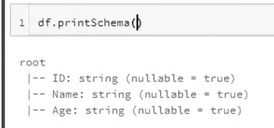 1 df.printSchema()
root
|-- ID: string (nullable = true)
|-- Name: string (nullable = true)
|-- Age: string (nullable = true)